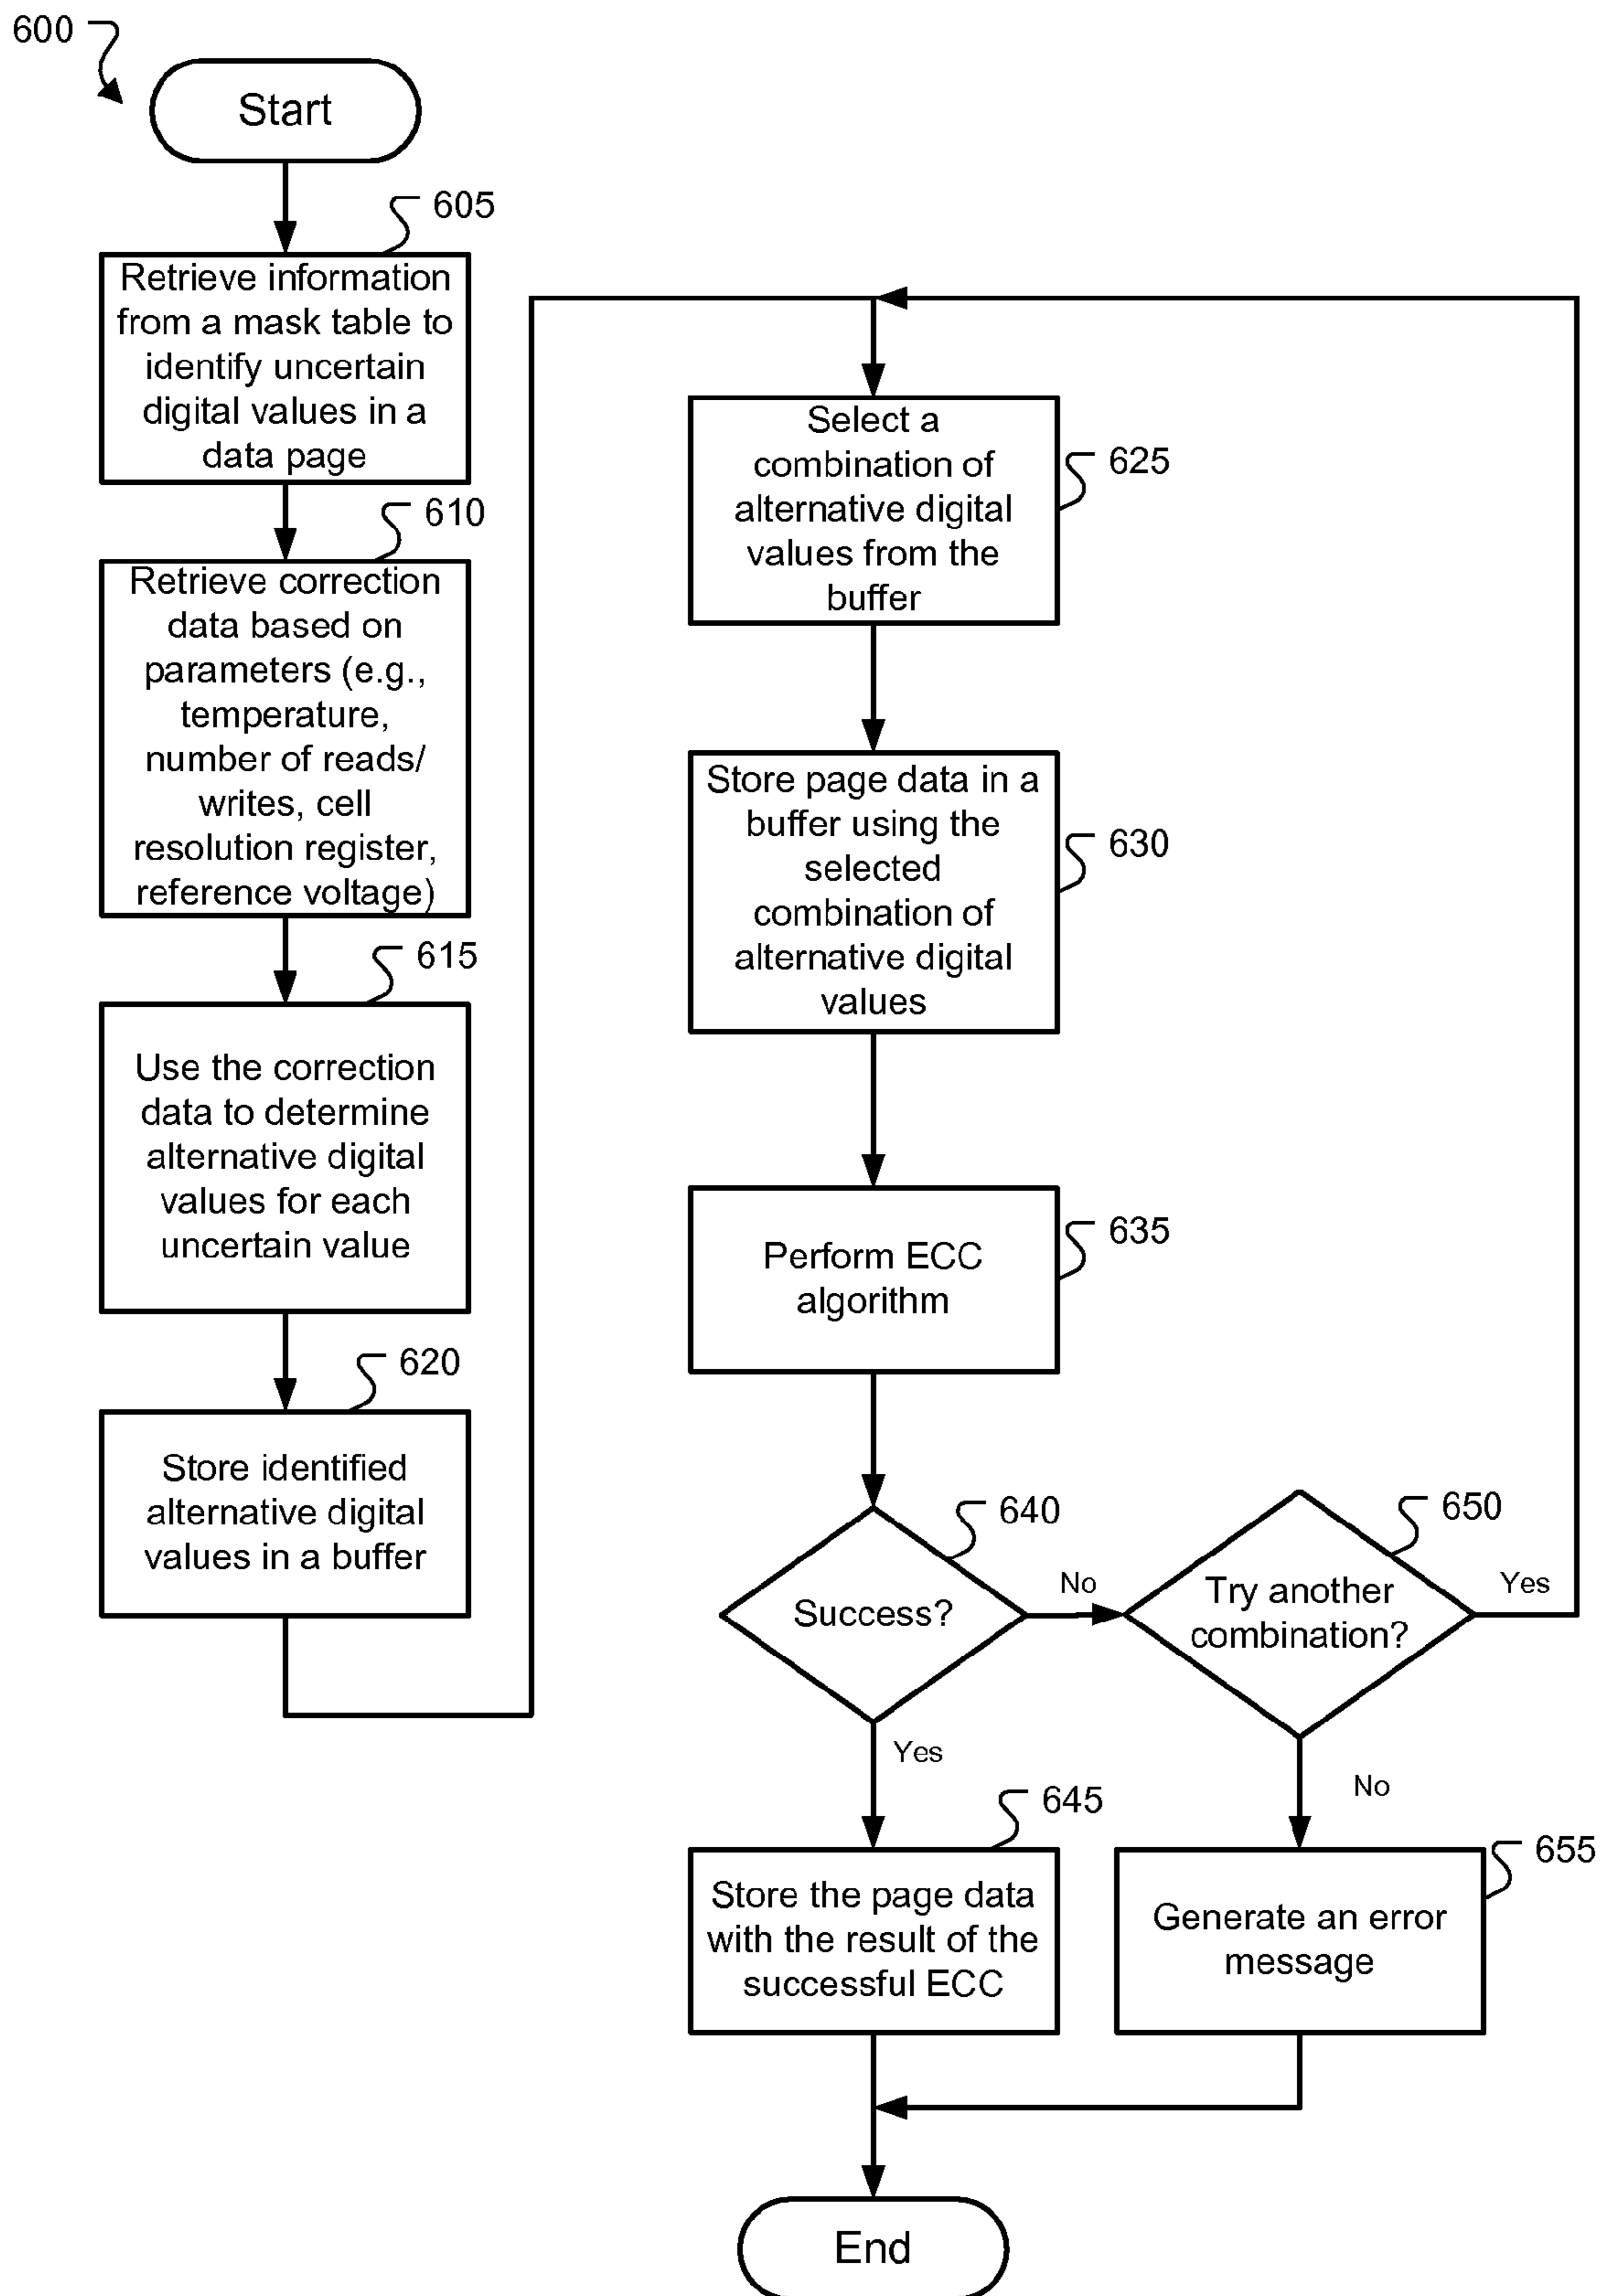 600
Start
605
Retrieve information
from a mask table to
identify uncertain
digital values in a
data page
610
Retrieve correction
data based on
parameters (e.g.,
temperature,
number of reads/
writes, cell
resolution register,
reference voltage)
615
Use the correction
data to determine
alternative digital
values for each
uncertain value
620
Store identified
alternative digital
values in a buffer
625
Select a
combination of
alternative digital
values from the
buffer
630
Store page data in a
buffer using the
selected
combination of
alternative digital
values
635
Perform ECC
algorithm
640
Success?
No
Yes
650
Try another
combination?
Yes
No
645
Store the page data
with the result of the
successful ECC
655
Generate an error
message
End